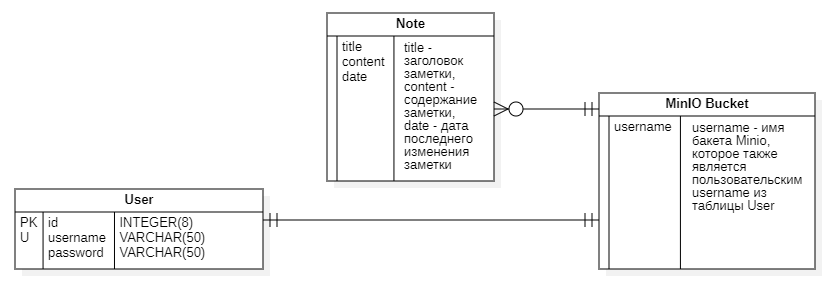 Note
title
content
date
title -
заголовок
заметки,
content -
содержание
заметки,
date - дата
последнего
изменения
заметки
MinIO Bucket
username
username - имя
бакета Minio,
которое также
является
пользовательским
username из
таблицы User
User
PK id INTEGER(8)
U username VARCHAR(50)
password VARCHAR(50)